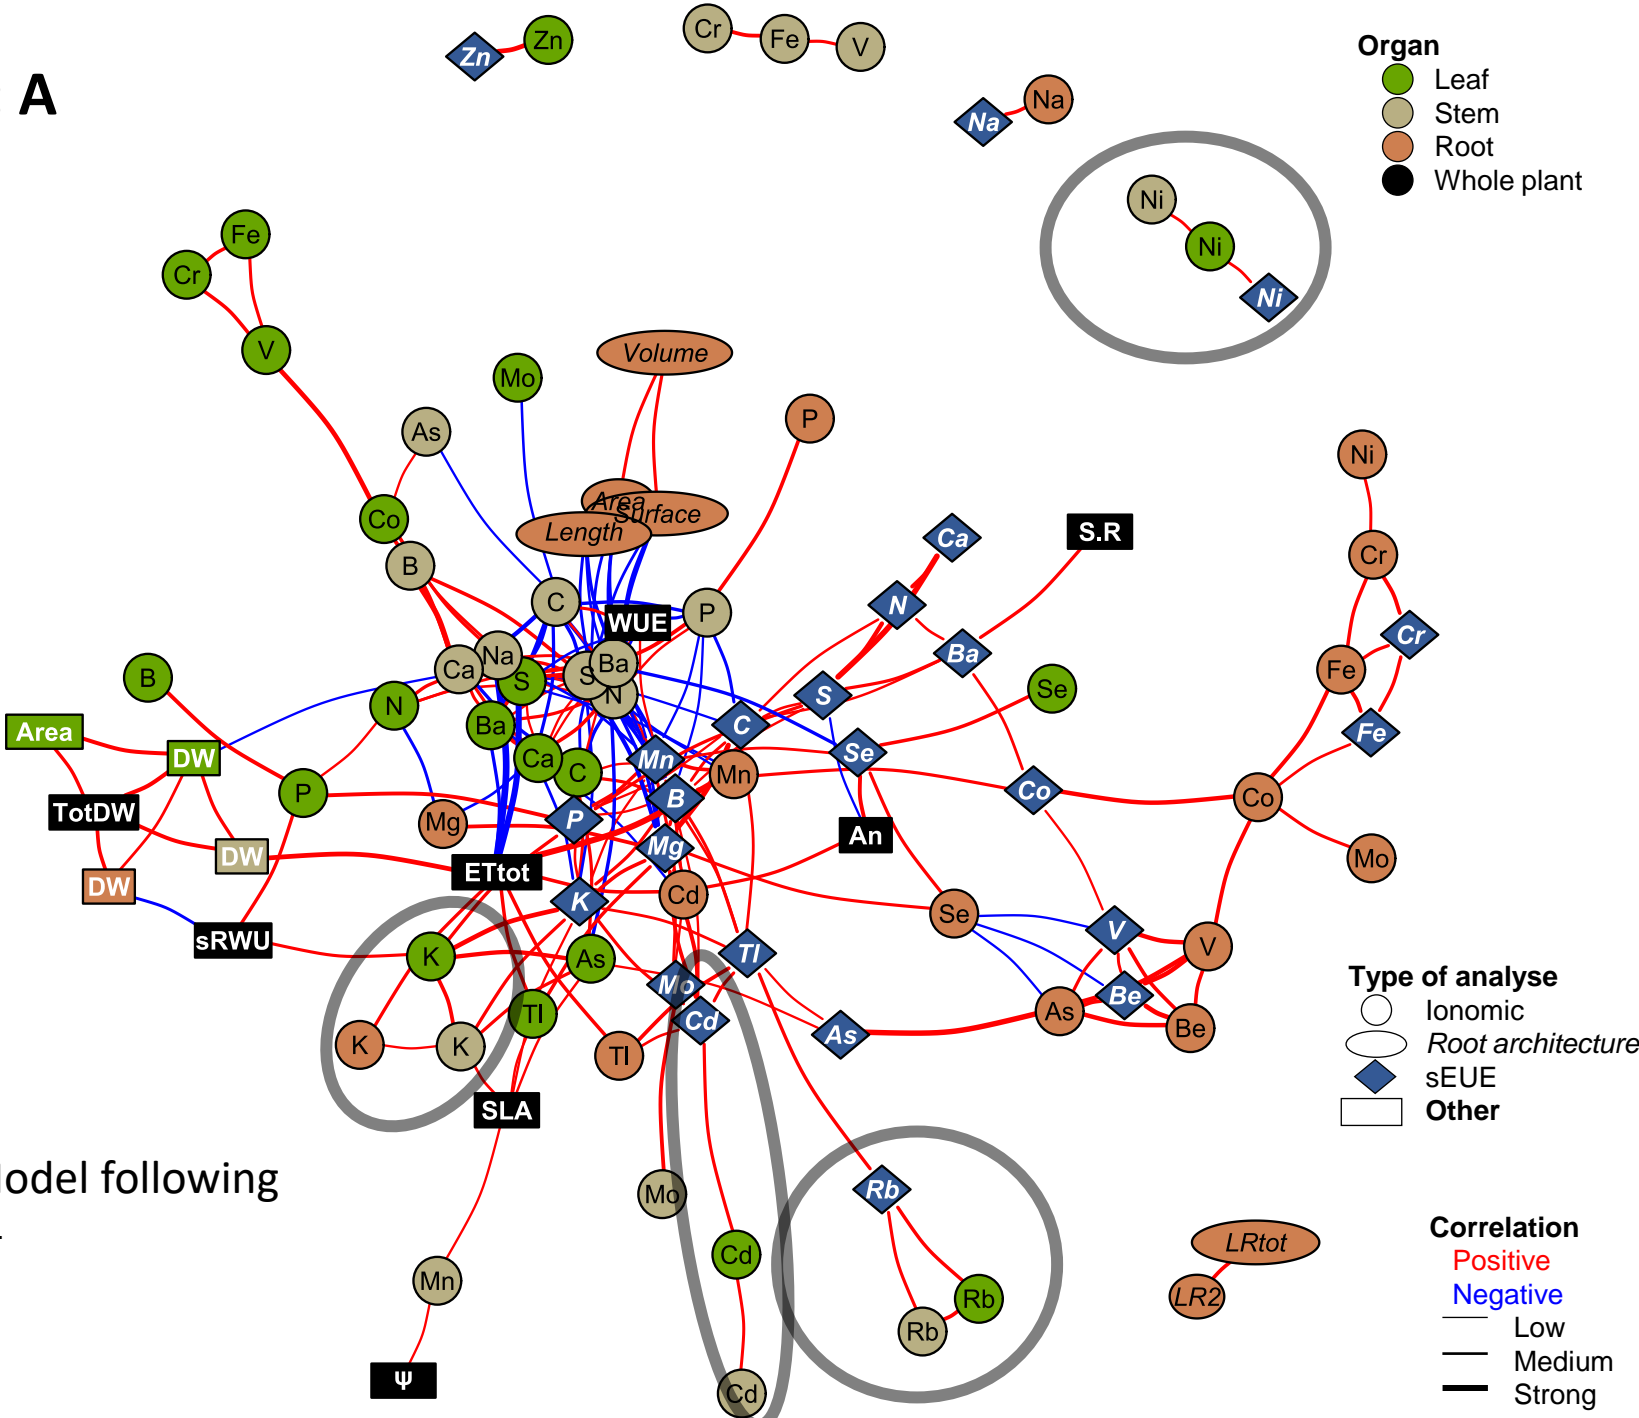 A
Zn
Zn
Cr
Fe
V
Na
Na
Organ
Leaf
Stem
Root
Whole plant
Ni
Ni
Ni
Fe
Cr
V
Mo
Volume
P
As
Co
Area
Surface
Length
B
C
WUE
P
Ca
S.R
N
Ba
Ni
Cr
Cr
Fe
Fe
Co
Mo
Ca
Na
S
S
Ba
N
B
N
Ba
Ca
C
S
C
Se
Se
Mn
Mn
B
P
Mg
Co
An
Area
DW
TotDW
P
Mg
DW
DW
ETtot
K
Cd
sRWU
K
As
Tl
Mo
Cd
Tl
K
K
Tl
As
Se
V
V
Be
As
Be
SLA
Type of analyse
Ionomic
Root architecture
sEUE
Other
odel following
Mo
Rb
Cd
Rb
Rb
Cd
LRtot
LR2
Mn
Ψ
Correlation
Positive
Negative
Low
Medium
Strong